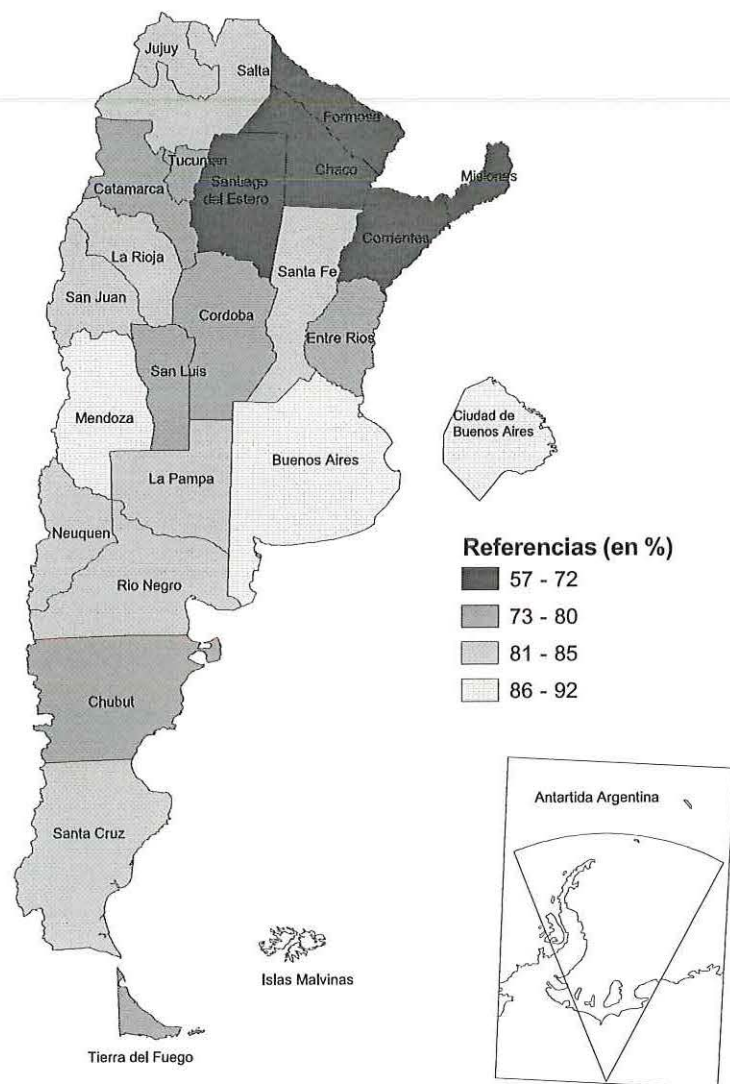 Jujuy
Salta
Formosa
Tucuman
Chaco
Misiones
Catamarca
Santiago
del Estero
Corrientes
La Rioja
Santa Fe
San Juan
Cordoba
Entre Rios
San Luis
Mendoza
Ciudad de
Buenos Aires
Buenos Aires
La Pampa
Neuquen
Rio Negro
Referencias (en %)
57 - 72
73 - 80
81 - 85
86 - 92
Chubut
Antartida Argentina
Santa Cruz
Islas Malvinas
Tierra del Fuego